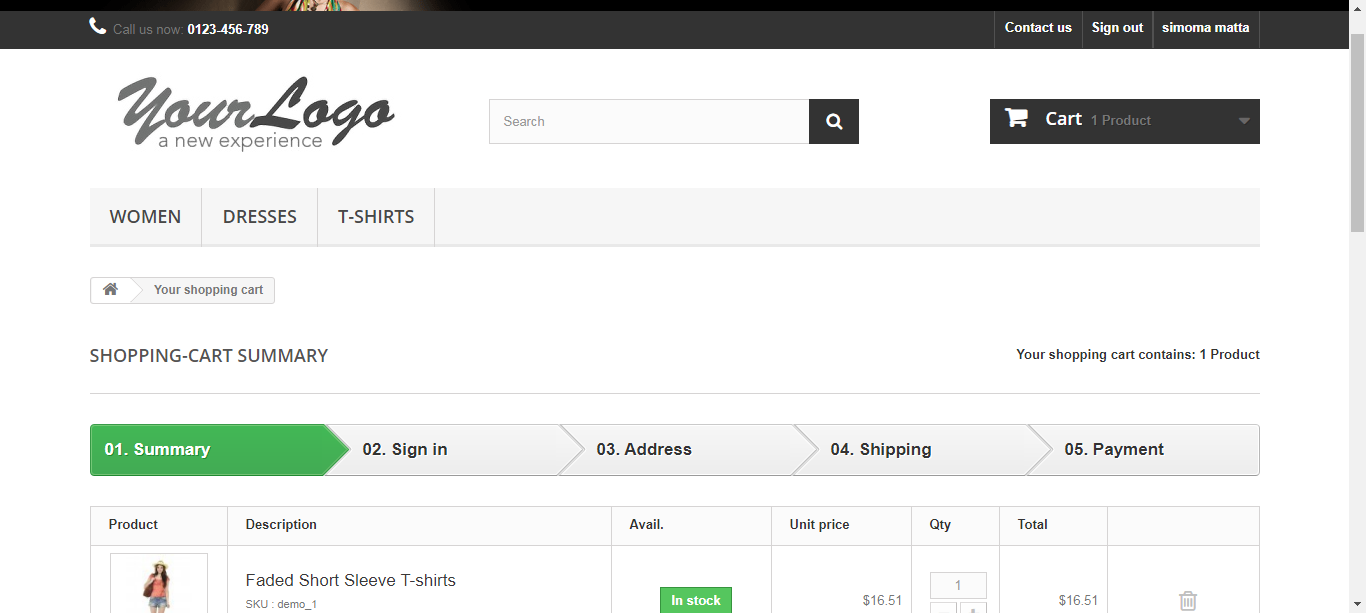 Call us now: 0123-456-789
Contact us
Sign out
simoma matta
YourLogo
a new experience
Search
Cart 1 Product
WOMEN
DRESSES
T-SHIRTS
Your shopping cart
SHOPPING-CART SUMMARY
Your shopping cart contains: 1 Product
01. Summary
02. Sign in
03. Address
04. Shipping
05. Payment
Product
Description
Avail.
Unit price
Qty
Total
Faded Short Sleeve T-shirts
SKU : demo_1
In stock
$16.51
1
$16.51